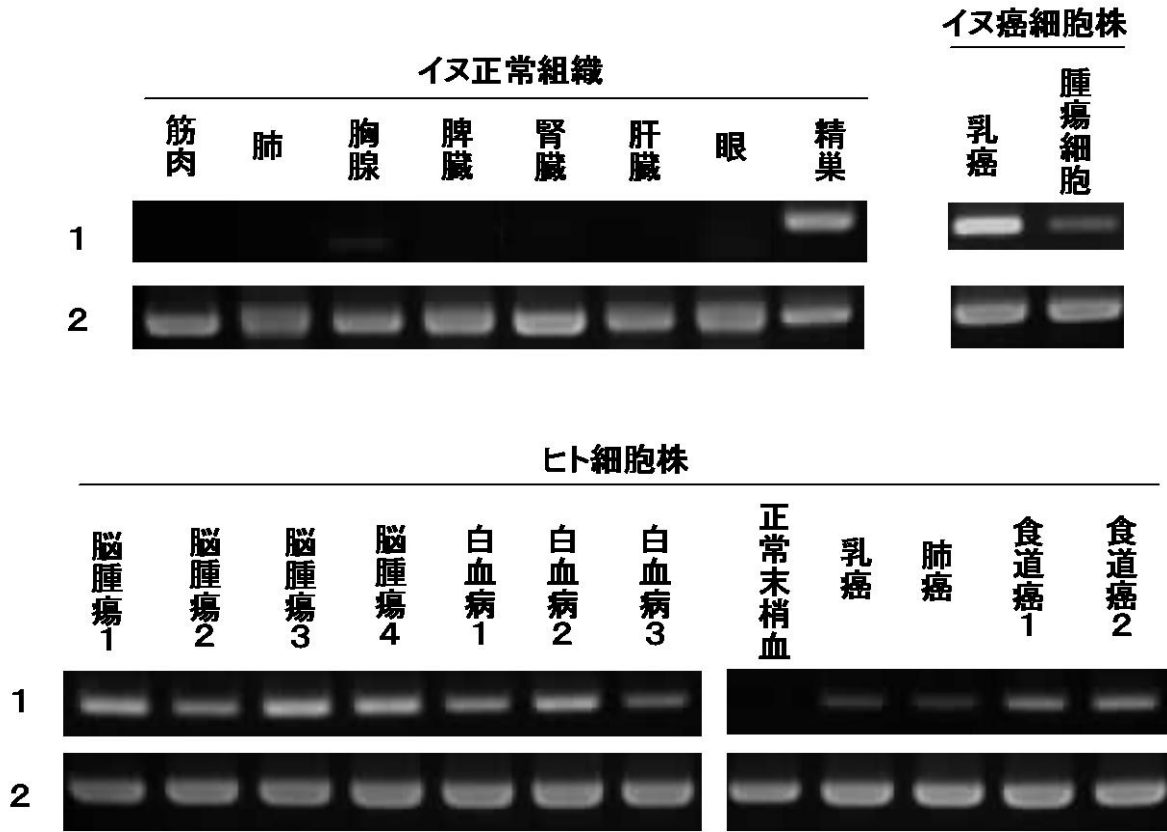 イヌ癌細胞株
イヌ正常組織
筋肉
肺
胸腺
脾臓
腎臓
肝臓
眼
精巣
乳癌
腫瘍細胞
1
2
ヒト細胞株
脳腫瘍1
脳腫瘍2
脳腫瘍3
脳腫瘍4
白血病1
白血病2
白血病3
正常末梢血
乳癌
肺癌
食道癌1
食道癌2
1
2